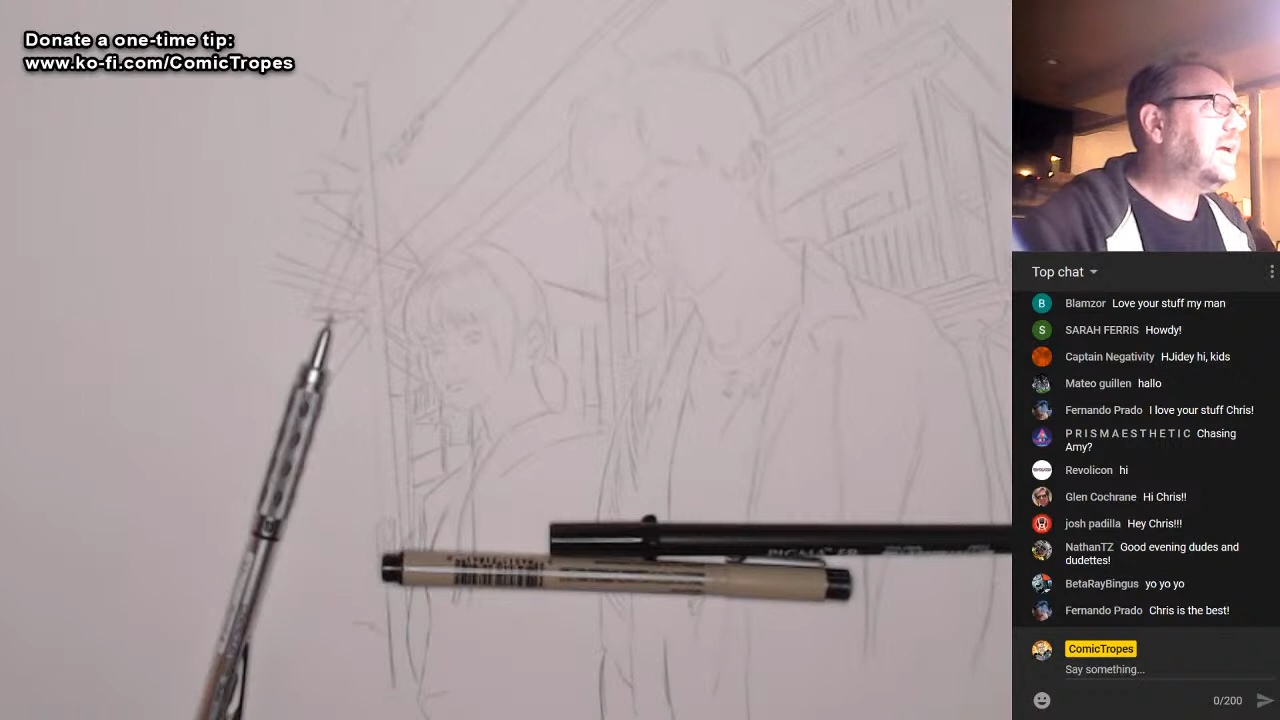 Donate a one-time tip:
www.ko-fi.com/ComicTropes
Top chat
Blamzor Love your stuff my man
SARAH FERRIS Howdy!
Captain Negativity HJidey hi, kids
Mateo guillen hallo
Fernando Prado I love your stuff Chris!
P R I S M A E S T H E T I C Chasing
Amy?
Revolicon hi
Glen Cochrane Hi Chris!!
josh padilla Hey Chris!!!
NathanTZ Good evening dudes and
dudettes!
BetaRayBingus yo yo yo
Fernando Prado Chris is the best!
ComicTropes
Say something...
0/200